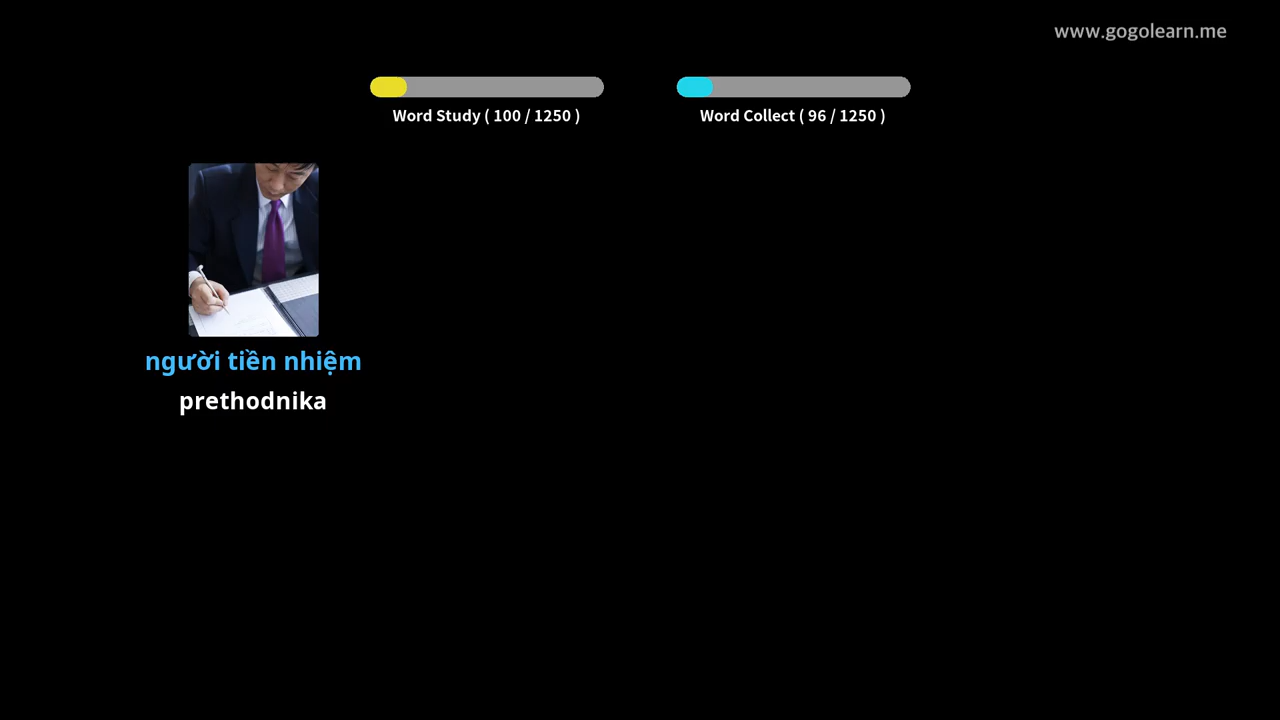 www.gogolearn.me
Word Study ( 100 / 1250 )
Word Collect ( 96 / 1250 )
người tiền nhiệm
prethodnika